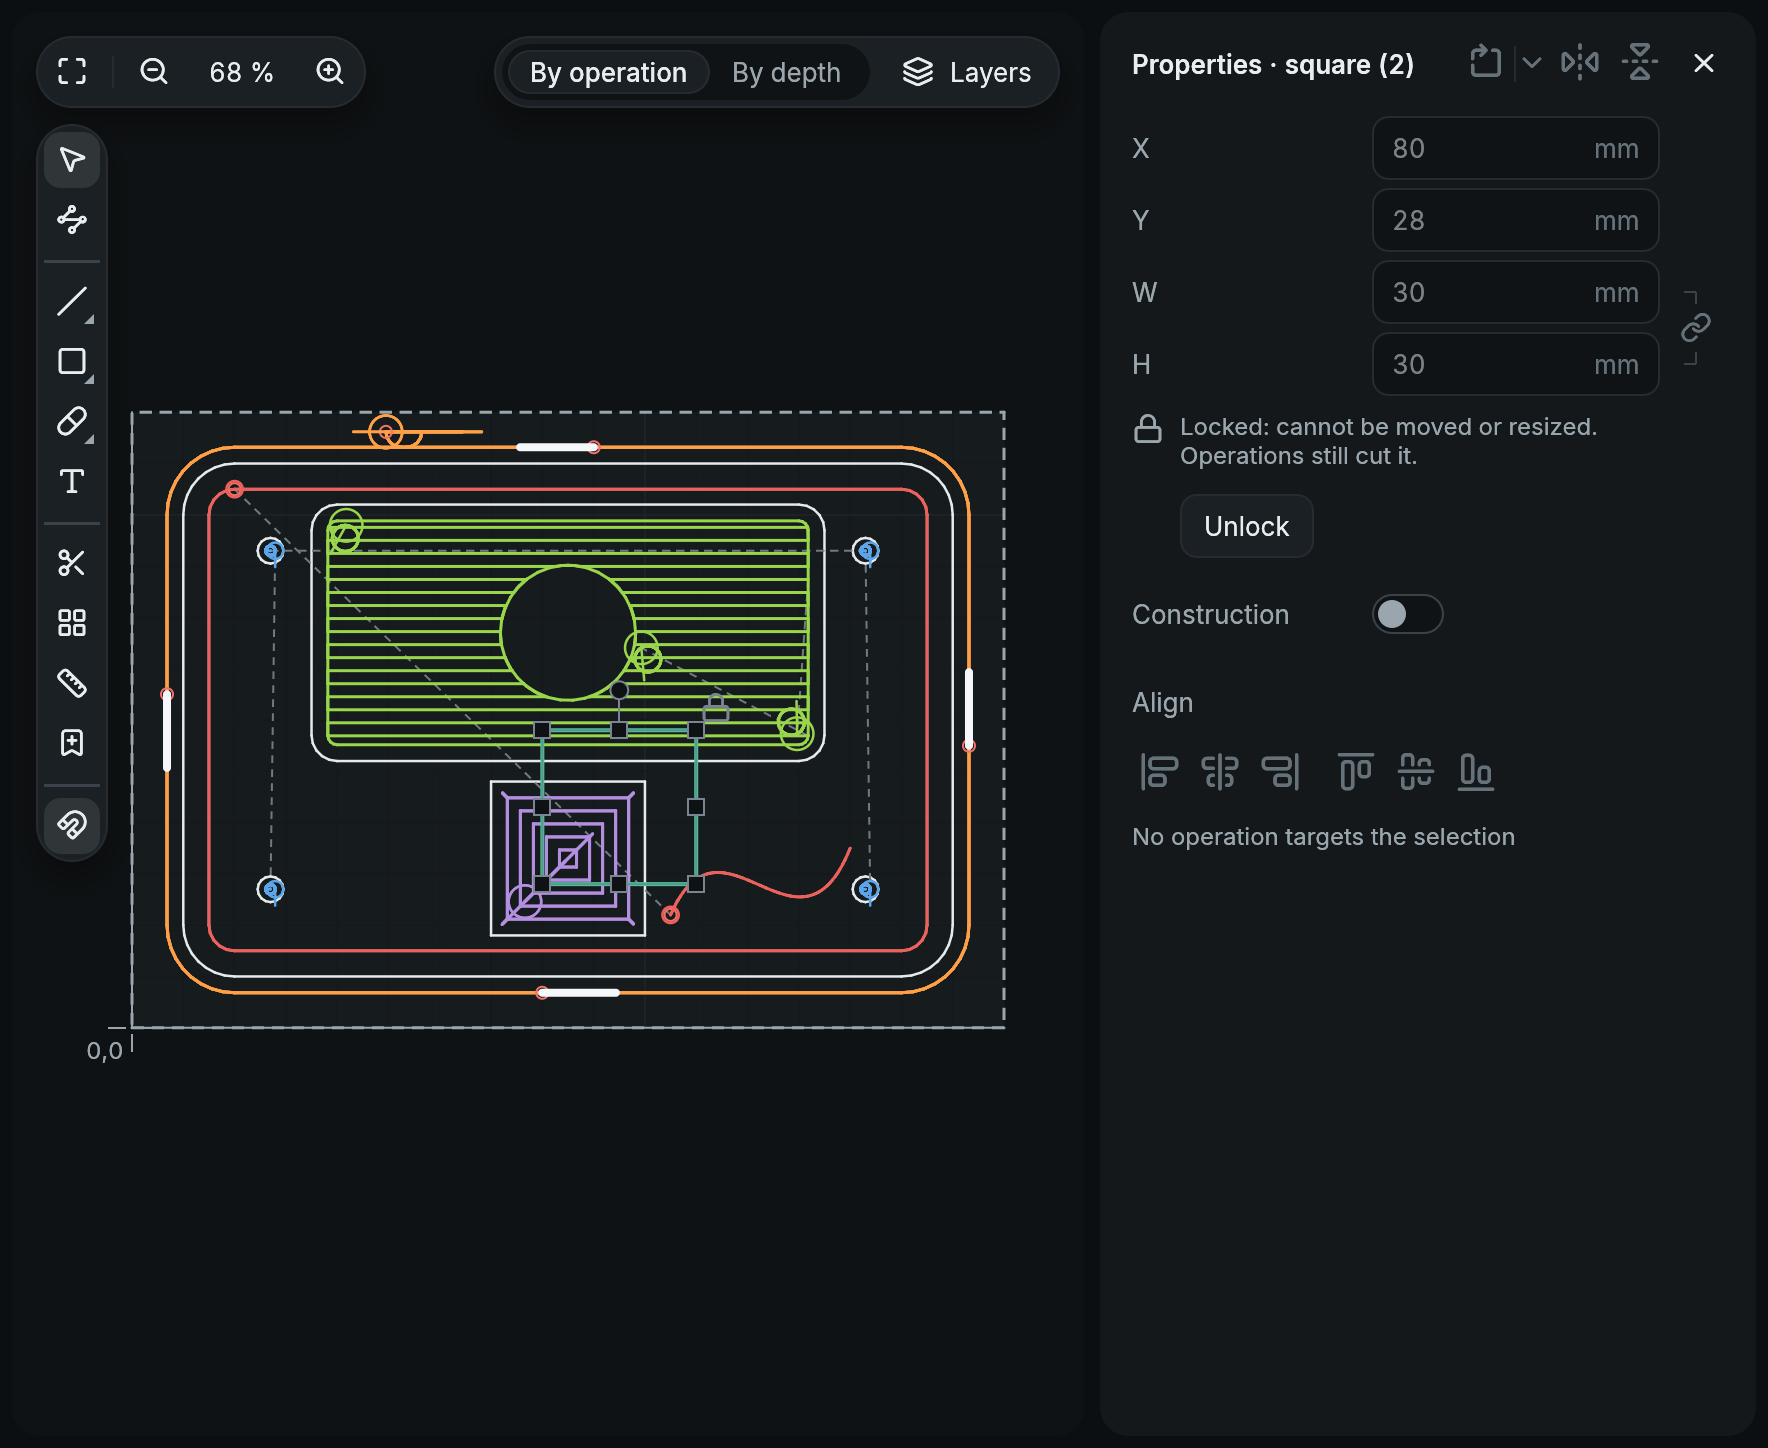 68 %
By operation
By depth
Layers
0,0
Properties · square (2)
X
80 mm
Y
28 mm
W
30 mm
H
30 mm
Locked: cannot be moved or resized.
Operations still cut it.
Unlock
Construction
Align
No operation targets the selection